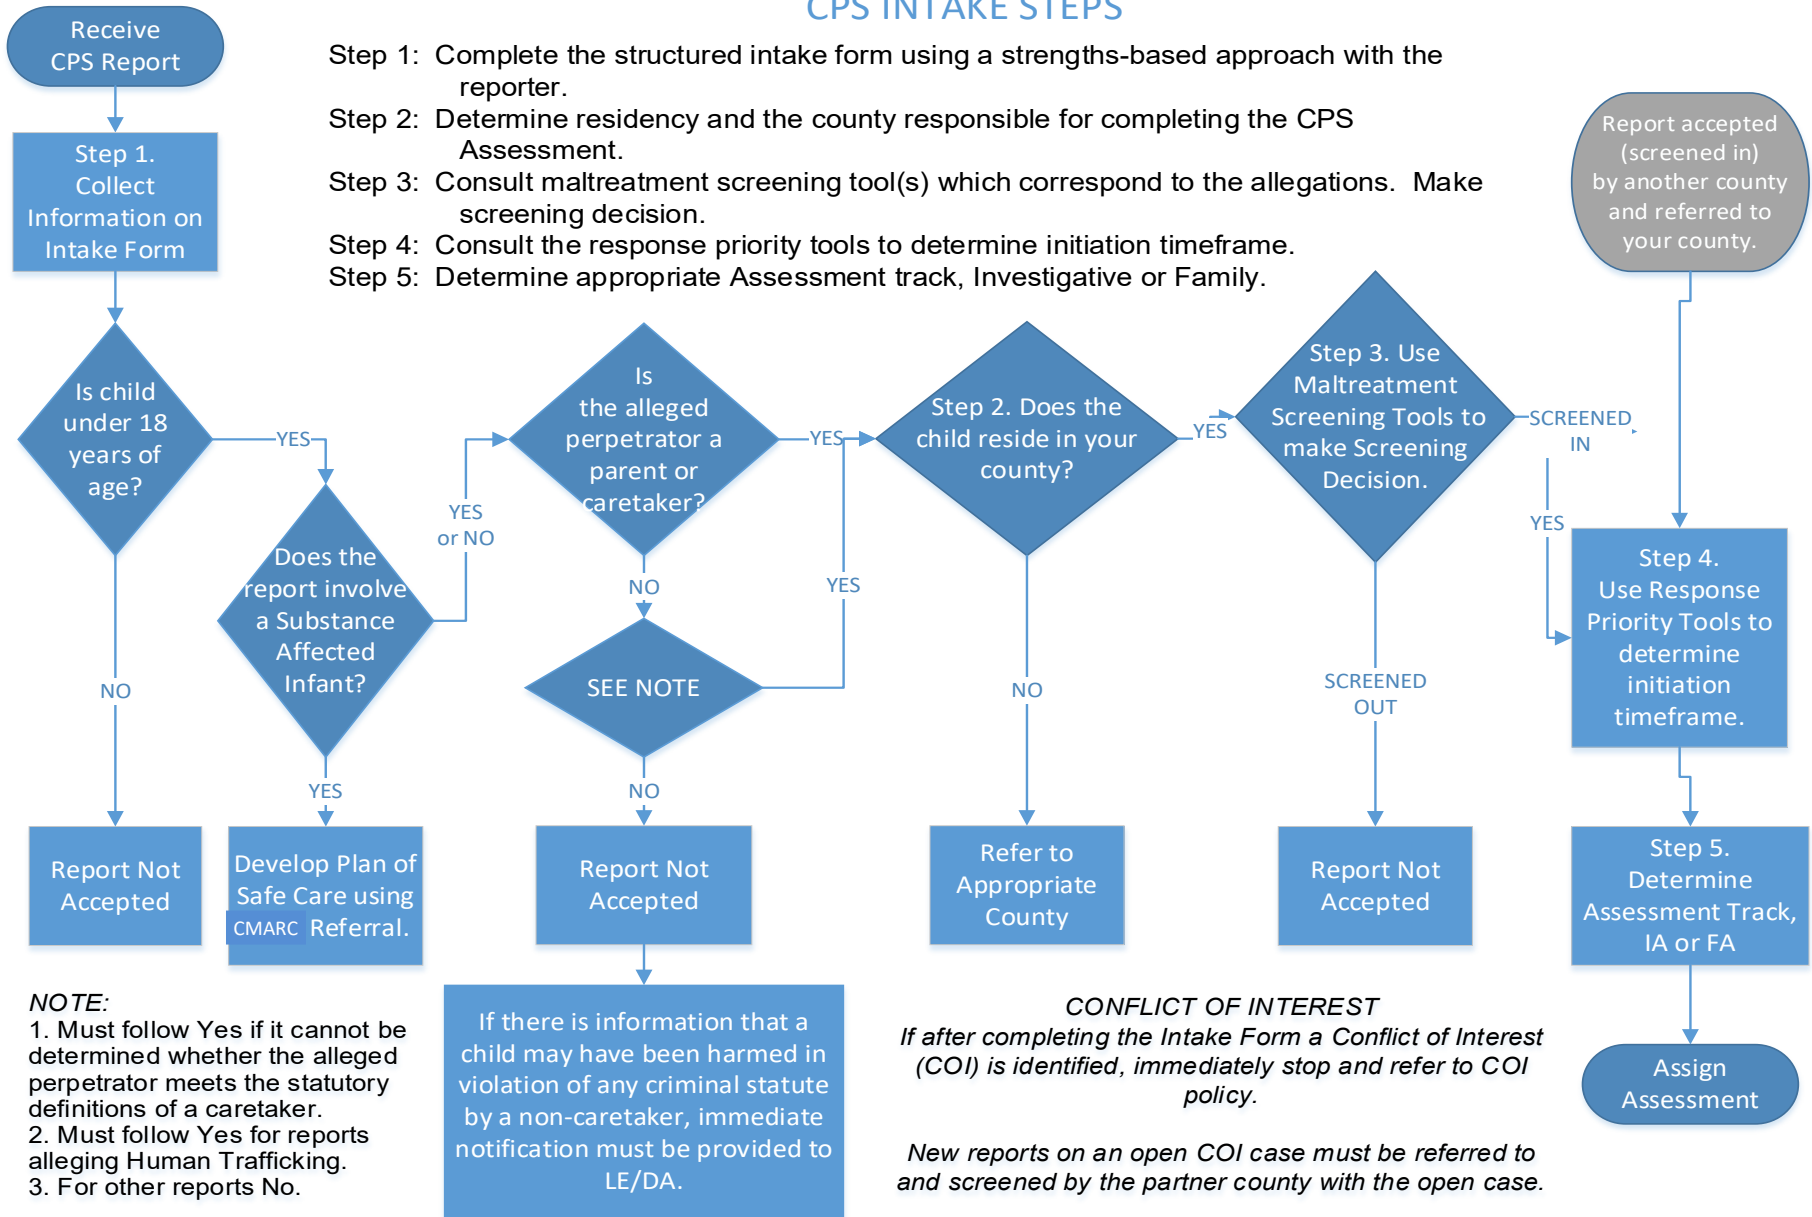 CPS INTAKE STEPS
Receive
CPS Report
Step 1: Complete the structured intake form using a strengths-based approach with the
reporter.
Step 2: Determine residency and the county responsible for completing the CPS
Assessment.
Step 3: Consult maltreatment screening tool(s) which correspond to the allegations. Make
screening decision.
Step 4: Consult the response priority tools to determine initiation timeframe.
Step 5: Determine appropriate Assessment track, Investigative or Family.
Step 1.
Collect
Information on
Intake Form
Report accepted
(screened in)
by another county
and referred to
your county.
Is child
under 18
years of
age?
YES
NO
Does the
report involve
a Substance
Affected
Infant?
YES
or NO
YES
Is
the alleged
perpetrator a
parent or
caretaker?
YES
NO
SEE NOTE
YES
NO
Step 2. Does the
child reside in your
county?
YES
NO
Step 3. Use
Maltreatment
Screening Tools to
make Screening
Decision.
SCREENED
IN
YES
SCREENED
OUT
Step 4.
Use Response
Priority Tools to
determine
initiation
timeframe.
Report Not
Accepted
Develop Plan of
Safe Care using
CMARC Referral.
Report Not
Accepted
Refer to
Appropriate
County
Report Not
Accepted
Step 5.
Determine
Assessment Track,
IA or FA
NOTE:
1. Must follow Yes if it cannot be
determined whether the alleged
perpetrator meets the statutory
definitions of a caretaker.
2. Must follow Yes for reports
alleging Human Trafficking.
3. For other reports No.
If there is information that a
child may have been harmed in
violation of any criminal statute
by a non-caretaker, immediate
notification must be provided to
LE/DA.
CONFLICT OF INTEREST
If after completing the Intake Form a Conflict of Interest
(COI) is identified, immediately stop and refer to COI
policy.
New reports on an open COI case must be referred to
and screened by the partner county with the open case.
Assign
Assessment